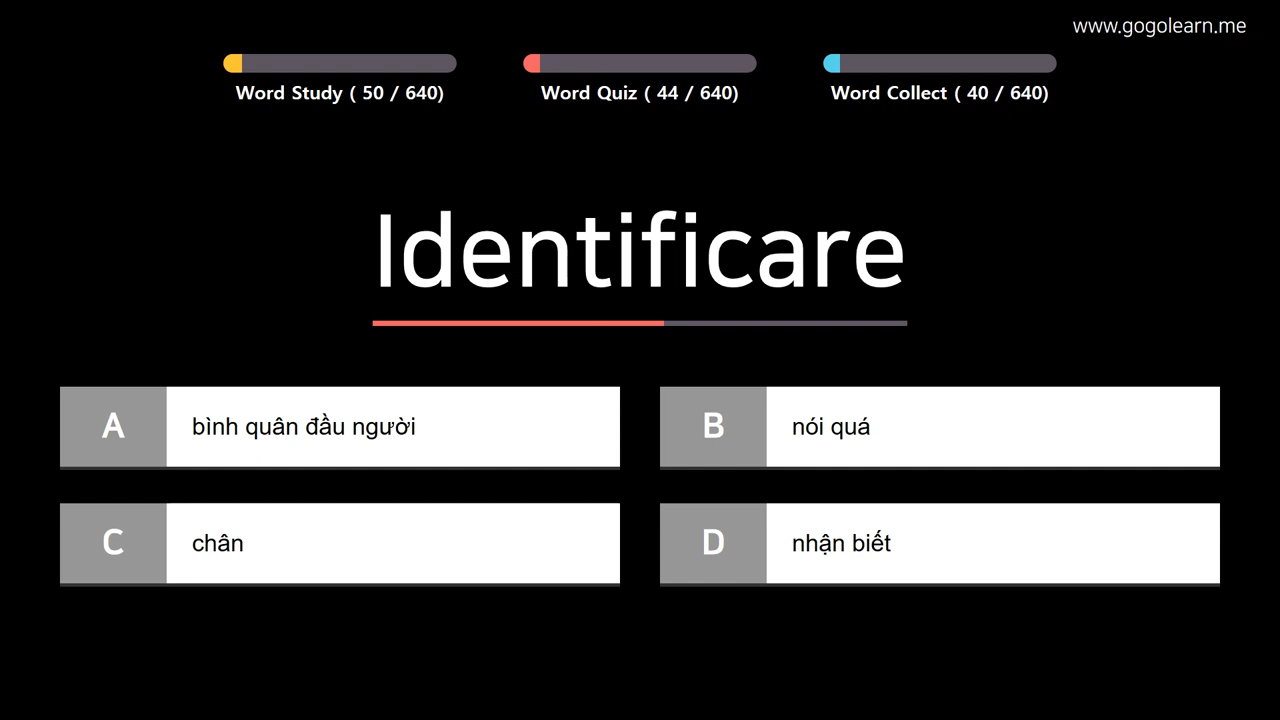 www.gogolearn.me
Word Study ( 50 / 640)
Word Quiz ( 44 / 640)
Word Collect ( 40 / 640)
Identificare
A
bình quân đầu người
B
nói quá
C
chân
D
nhận biết